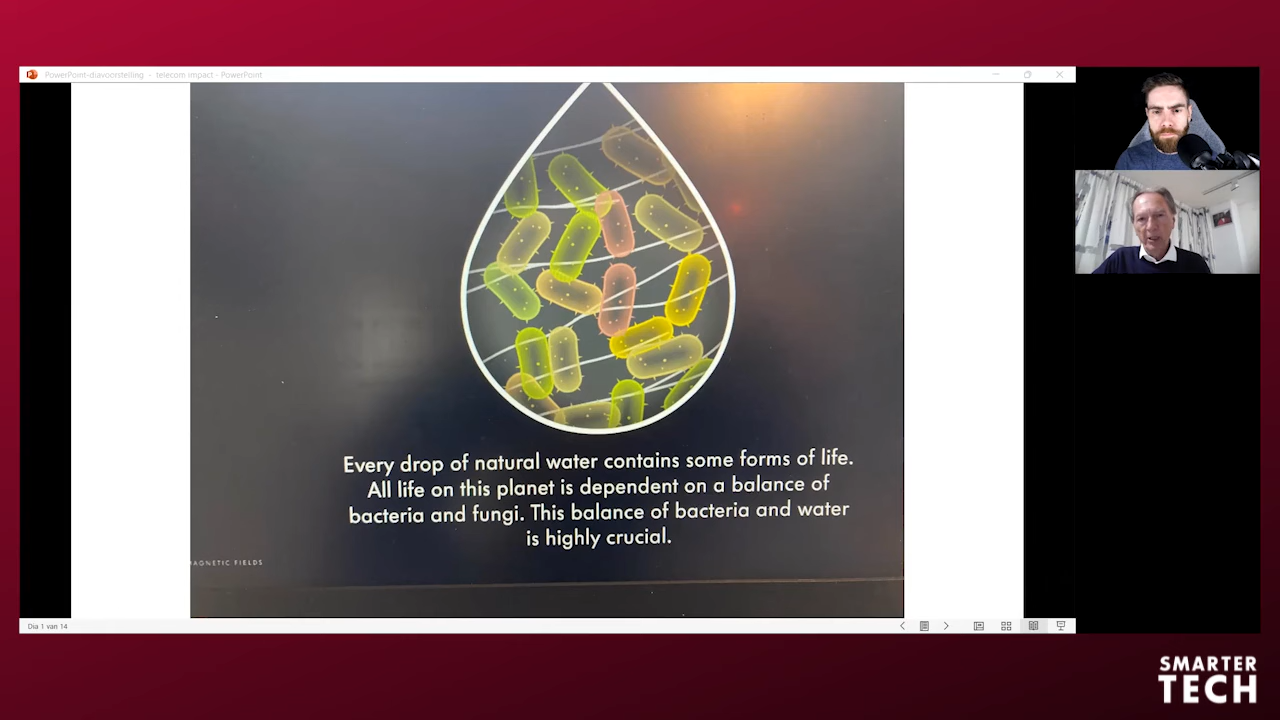 PowerPoint-diavoorstelling - telecom impact - PowerPoint
Every drop of natural water contains some forms of life.
All life on this planet is dependent on a balance of
bacteria and fungi. This balance of bacteria and water
is highly crucial.
AGNETIC FIELDS
Dia 1 van 14
SMARTER
TECH